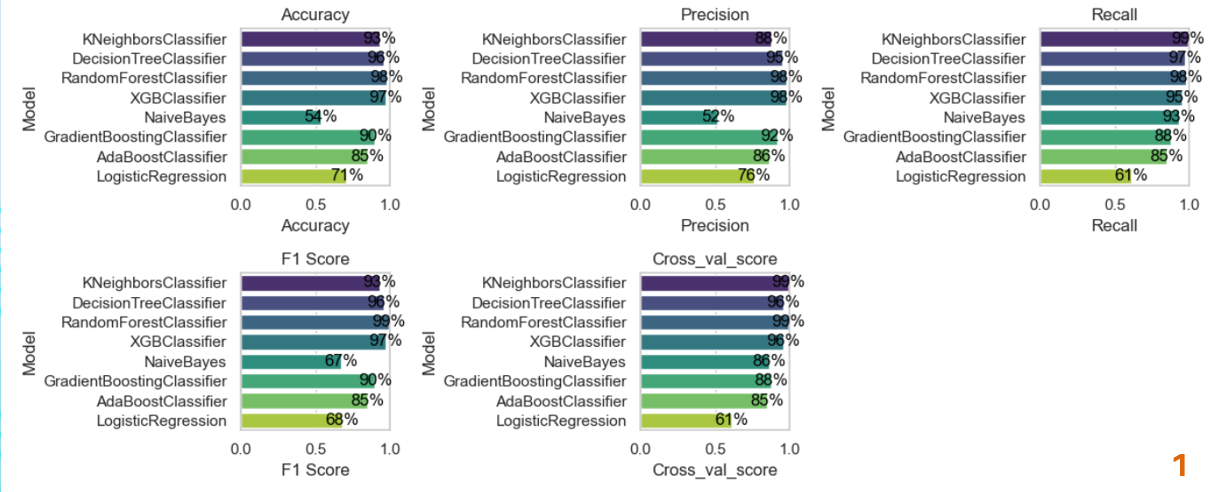 Accuracy
Model
KNeighborsClassifier 93%
DecisionTreeClassifier 96%
RandomForestClassifier 98%
XGBClassifier 97%
NaiveBayes 54%
GradientBoostingClassifier 90%
AdaBoostClassifier 85%
LogisticRegression 71%
0.0 0.5 1.0
Accuracy
Precision
Model
KNeighborsClassifier 88%
DecisionTreeClassifier 95%
RandomForestClassifier 98%
XGBClassifier 98%
NaiveBayes 52%
GradientBoostingClassifier 92%
AdaBoostClassifier 86%
LogisticRegression 76%
0.0 0.5 1.0
Precision
Recall
Model
KNeighborsClassifier 99%
DecisionTreeClassifier 97%
RandomForestClassifier 98%
XGBClassifier 95%
NaiveBayes 93%
GradientBoostingClassifier 88%
AdaBoostClassifier 85%
LogisticRegression 61%
0.0 0.5 1.0
Recall
F1 Score
Model
KNeighborsClassifier 93%
DecisionTreeClassifier 96%
RandomForestClassifier 99%
XGBClassifier 97%
NaiveBayes 67%
GradientBoostingClassifier 90%
AdaBoostClassifier 85%
LogisticRegression 68%
0.0 0.5 1.0
F1 Score
Cross_val_score
Model
KNeighborsClassifier 99%
DecisionTreeClassifier 96%
RandomForestClassifier 99%
XGBClassifier 96%
NaiveBayes 86%
GradientBoostingClassifier 88%
AdaBoostClassifier 85%
LogisticRegression 61%
0.0 0.5 1.0
Cross_val_score
1